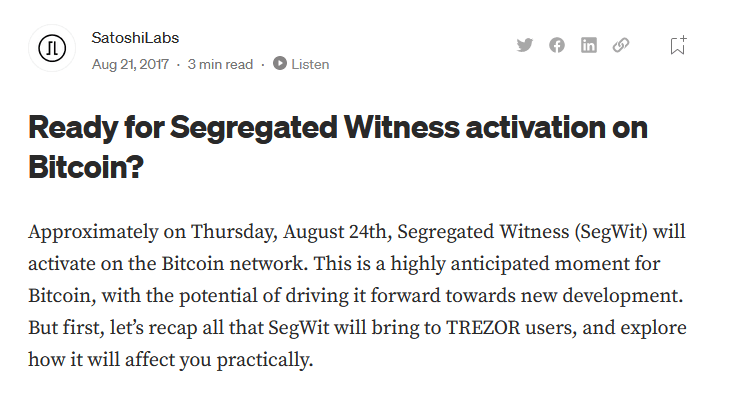 SatoshiLabs
Aug 21, 2017 · 3 min read · Listen
Ready for Segregated Witness activation on
Bitcoin?
Approximately on Thursday, August 24th, Segregated Witness (SegWit) will
activate on the Bitcoin network. This is a highly anticipated moment for
Bitcoin, with the potential of driving it forward towards new development.
But first, let’s recap all that SegWit will bring to TREZOR users, and explore
how it will affect you practically.